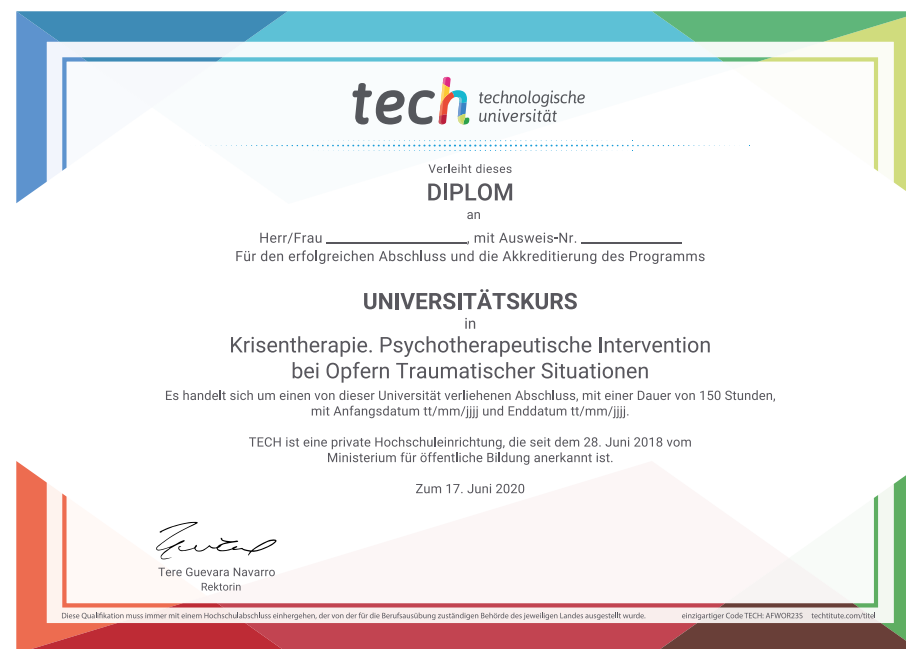 tech technologische
universität
Verleiht dieses
DIPLOM
an
Herr/Frau ____________________, mit Ausweis-Nr. ______________
Für den erfolgreichen Abschluss und die Akkreditierung des Programms
UNIVERSITÄTSKURS
in
Krisentherapie. Psychotherapeutische Intervention
bei Opfern Traumatischer Situationen
Es handelt sich um einen von dieser Universität verliehenen Abschluss, mit einer Dauer von 150 Stunden,
mit Anfangsdatum tt/mm/jjjj und Enddatum tt/mm/jjjj.
TECH ist eine private Hochschuleinrichtung, die seit dem 28. Juni 2018 vom
Ministerium für öffentliche Bildung anerkannt ist.
Zum 17. Juni 2020
Tere Guevara Navarro
Rektorin
Diese Qualifikation muss immer mit einem Hochschulabschluss einhergehen, der von der für die Berufsausübung zuständigen Behörde des jeweiligen Landes ausgestellt wurde. einzigartiger Code TECH: AFWOR23S techtitute.com/titel